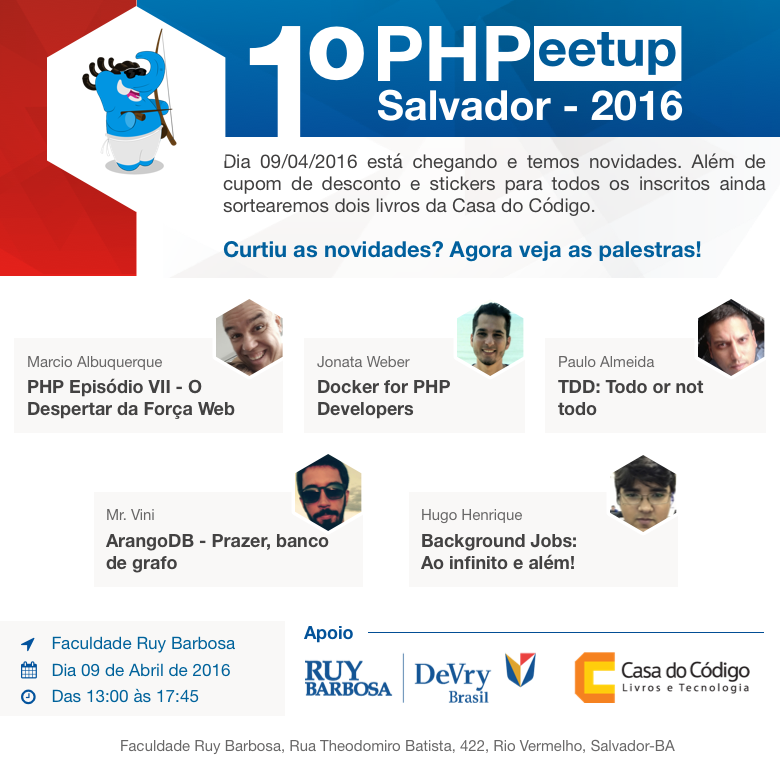 1º PHPeetup
Salvador - 2016
Dia 09/04/2016 está chegando e temos novidades. Além de
cupom de desconto e stickers para todos os inscritos ainda
sortearemos dois livros da Casa do Código.
Curtiu as novidades? Agora veja as palestras!
Marcio Albuquerque
PHP Episódio VII - O
Despertar da Força Web
Jonata Weber
Docker for PHP
Developers
Paulo Almeida
TDD: Todo or not
todo
Mr. Vini
ArangoDB - Prazer, banco
de grafo
Hugo Henrique
Background Jobs:
Ao infinito e além!
Faculdade Ruy Barbosa
Dia 09 de Abril de 2016
Das 13:00 às 17:45
Apoio
RUY
BARBOSA
DeVry
Brasil
Casa do Código
Livros e Tecnologia
Faculdade Ruy Barbosa, Rua Theodomiro Batista, 422, Rio Vermelho, Salvador-BA